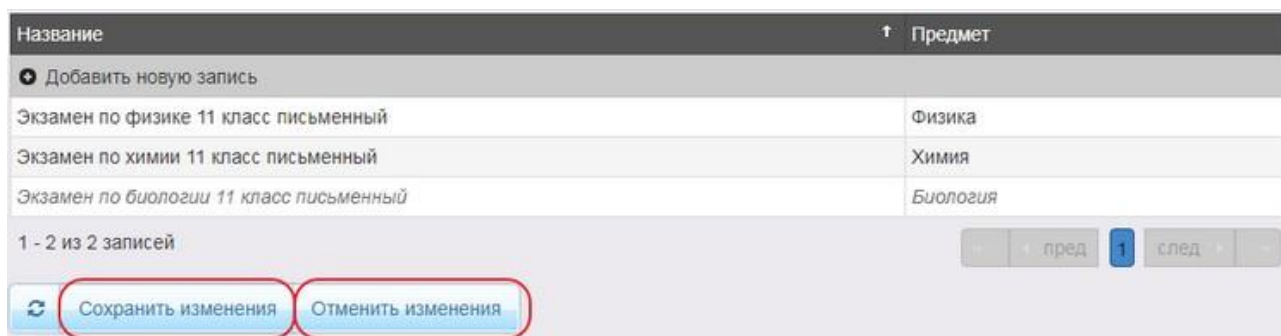 Название Предмет
Добавить новую запись
Экзамен по физике 11 класс письменный Физика
Экзамен по химии 11 класс письменный Химия
Экзамен по биологии 11 класс письменный Биология
1 - 2 из 2 записей пред 1 след
Сохранить изменения Отменить изменения